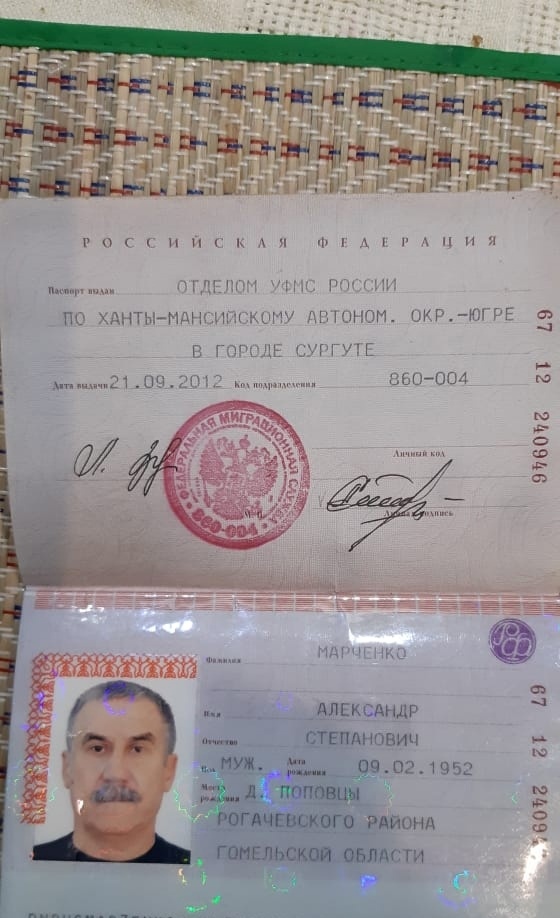 РОССИЙСКАЯ ФЕДЕРАЦИЯ
Паспорт выдан ОТДЕЛОМ УФМС РОССИИ
ПО ХАНТЫ-МАНСИЙСКОМУ АВТОНОМ. ОКР.-ЮГРЕ
В ГОРОДЕ СУРГУТЕ
Дата выдачи 21.09.2012 Код подразделения 860-004
67 12 240946
Личный код
ФЕДЕРАЛЬНАЯ МИГРАЦИОННАЯ СЛУЖБА
860-004
М.П.
Личная подпись
Фамилия МАРЧЕНКО
РФ
Имя АЛЕКСАНДР
Отчество СТЕПАНОВИЧ
Пол МУЖ. Дата рождения 09.02.1952
Место рождения Д. ПОПОВЦЫ
РОГАЧЕВСКОГО РАЙОНА
ГОМЕЛЬСКОЙ ОБЛАСТИ
67 12 24094